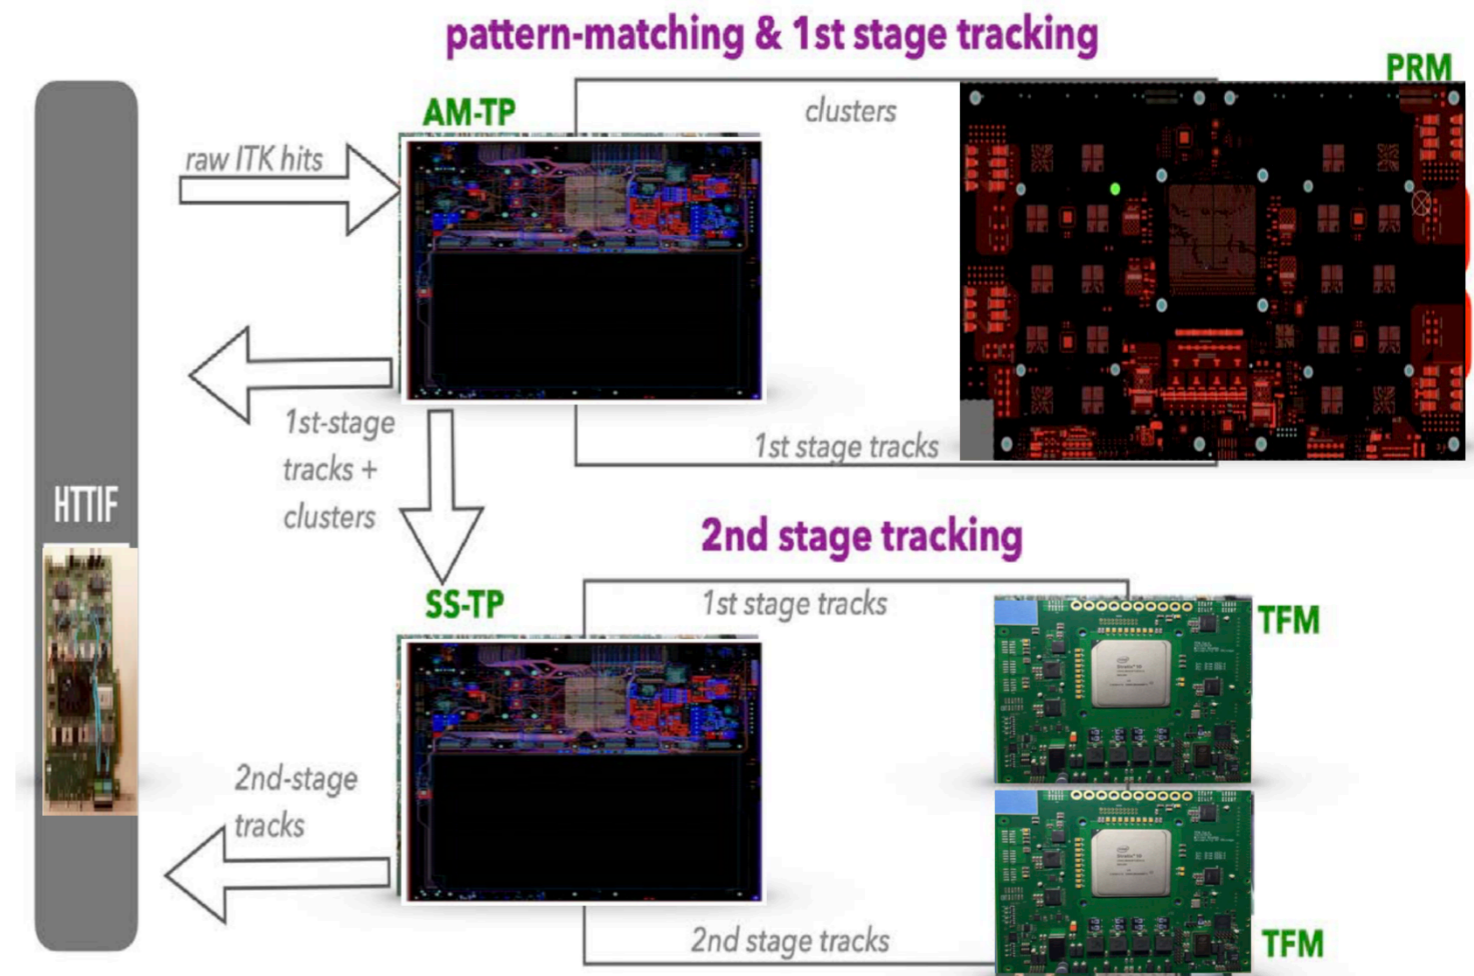 pattern-matching & 1st stage tracking
PRM
AM-TP
clusters
raw ITK hits
1st-stage
tracks +
clusters
1st stage tracks
HTTIF
2nd stage tracking
SS-TP
1st stage tracks
TFM
2nd-stage
tracks
2nd stage tracks
TFM